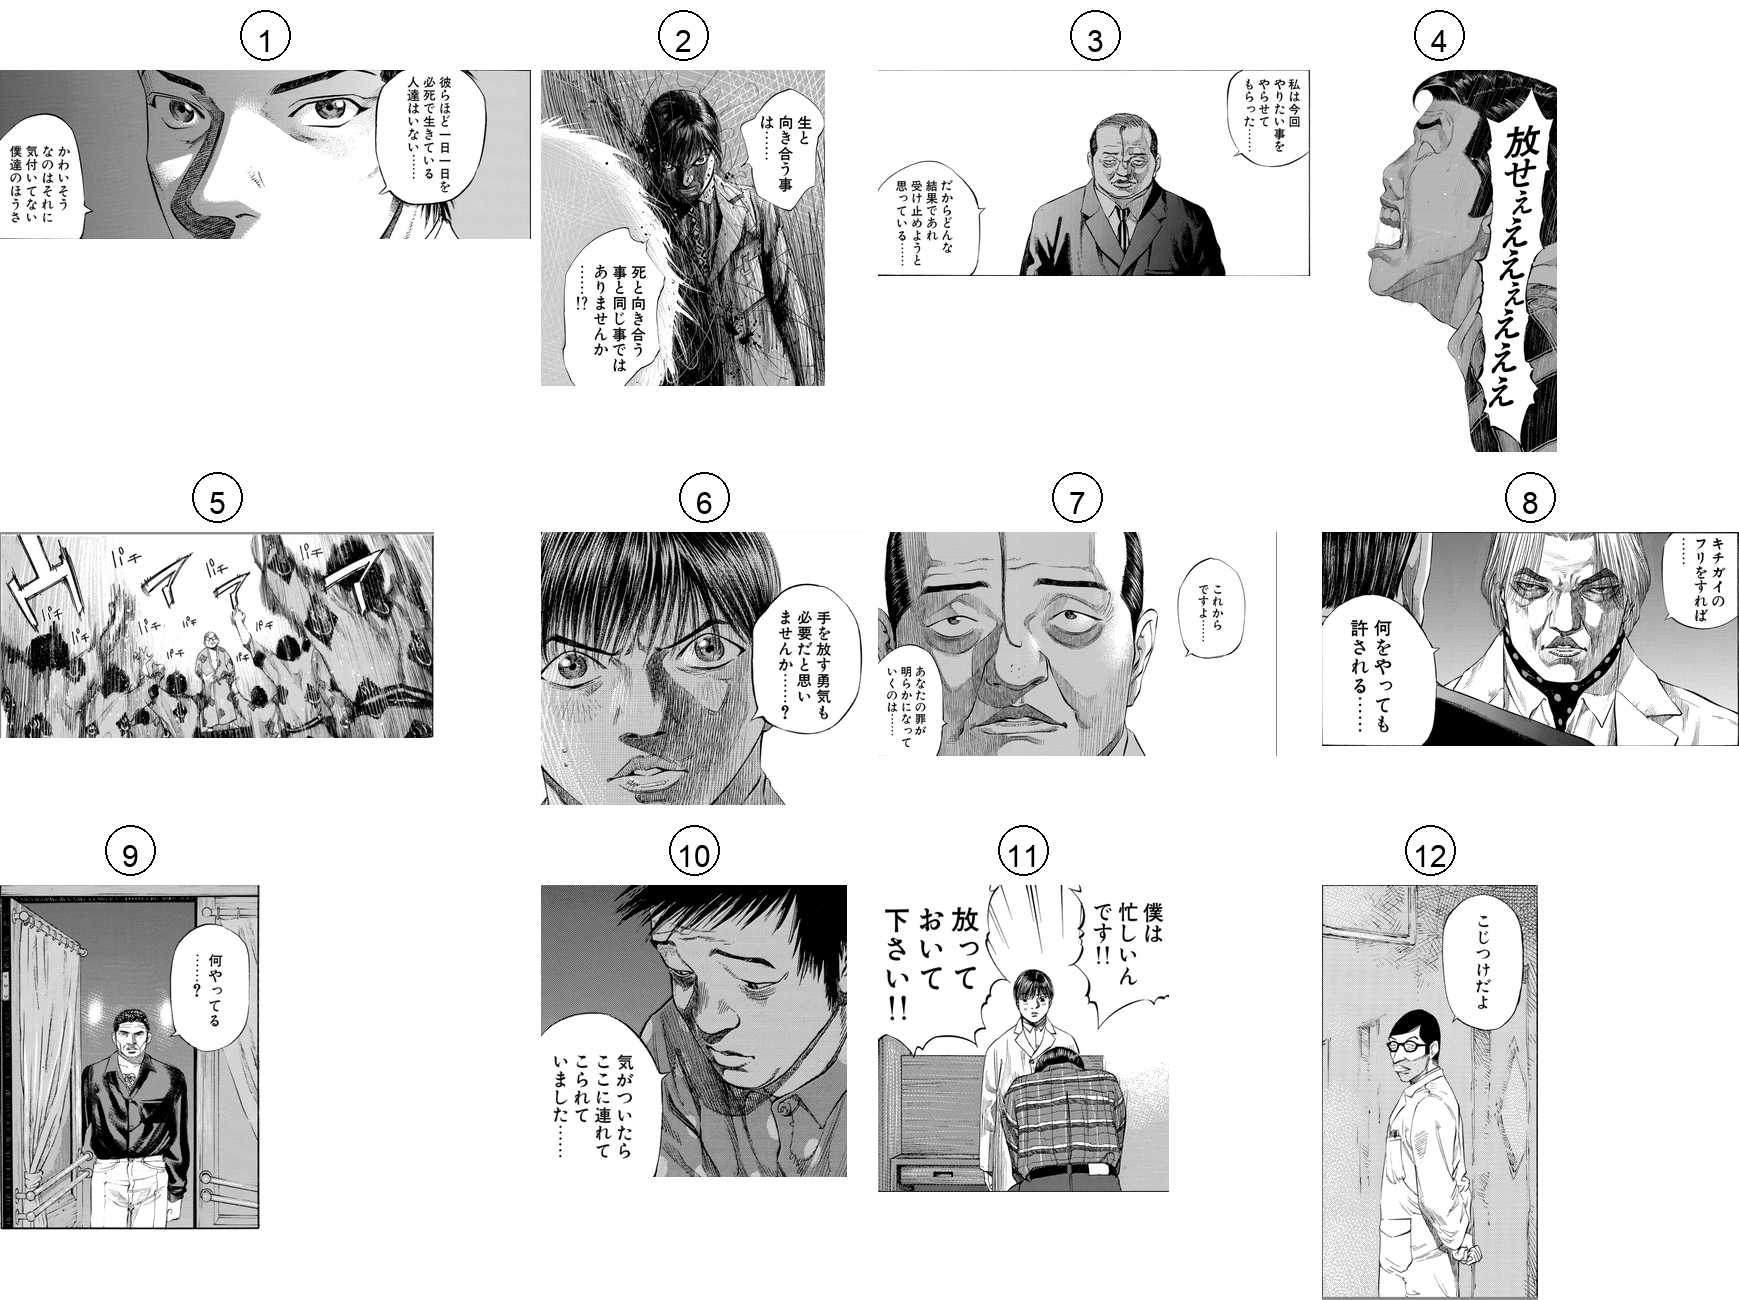 1
彼らほど一日一日を
必死で生きている
人達はいない……
かわいそう
なのはそれに
気付いてない
僕達のほうさ
2
生と
向き合う事
は……
死と向き合う
事と同じ事では
ありませんか
……!?
3
私は今回
やりたい事を
やらせて
もらった……
だからどんな
結果であれ
受け止めようと
思っている……
4
放せぇえぇえぇえええ
5
パチ
パチ
パチ
パチ
パチ
パチ
パチ
パチ
6
手を放す勇気も
必要だと思い
ませんか……?
7
これから
ですよ……
あなたの罪が
明らかになって
いくのは……
8
キチガイの
フリをすれば
……
何をやっても
許される……
9
何やってる
……?
10
気がついたら
ここに連れて
こられて
いました……
11
僕は
忙しいん
です!!
放って
おいて
下さい!!
12
こじつけだよ